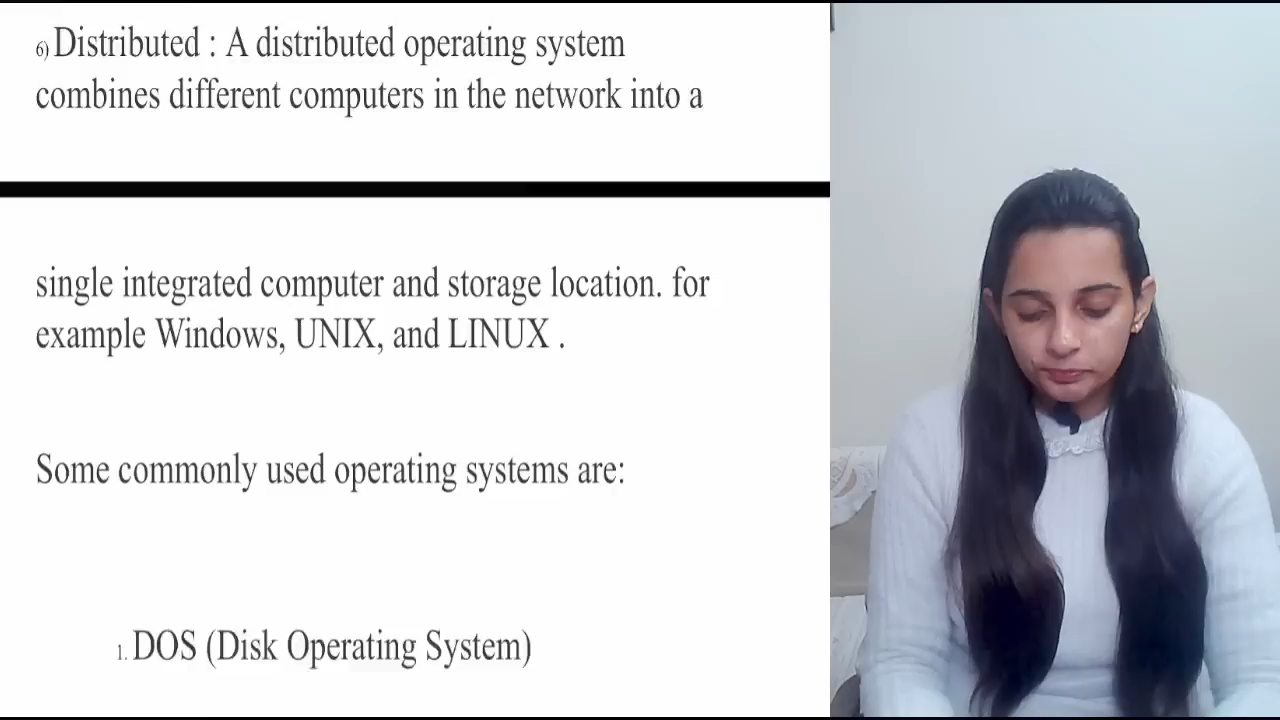 6) Distributed : A distributed operating system
combines different computers in the network into a
single integrated computer and storage location. for
example Windows, UNIX, and LINUX .
Some commonly used operating systems are:
1. DOS (Disk Operating System)